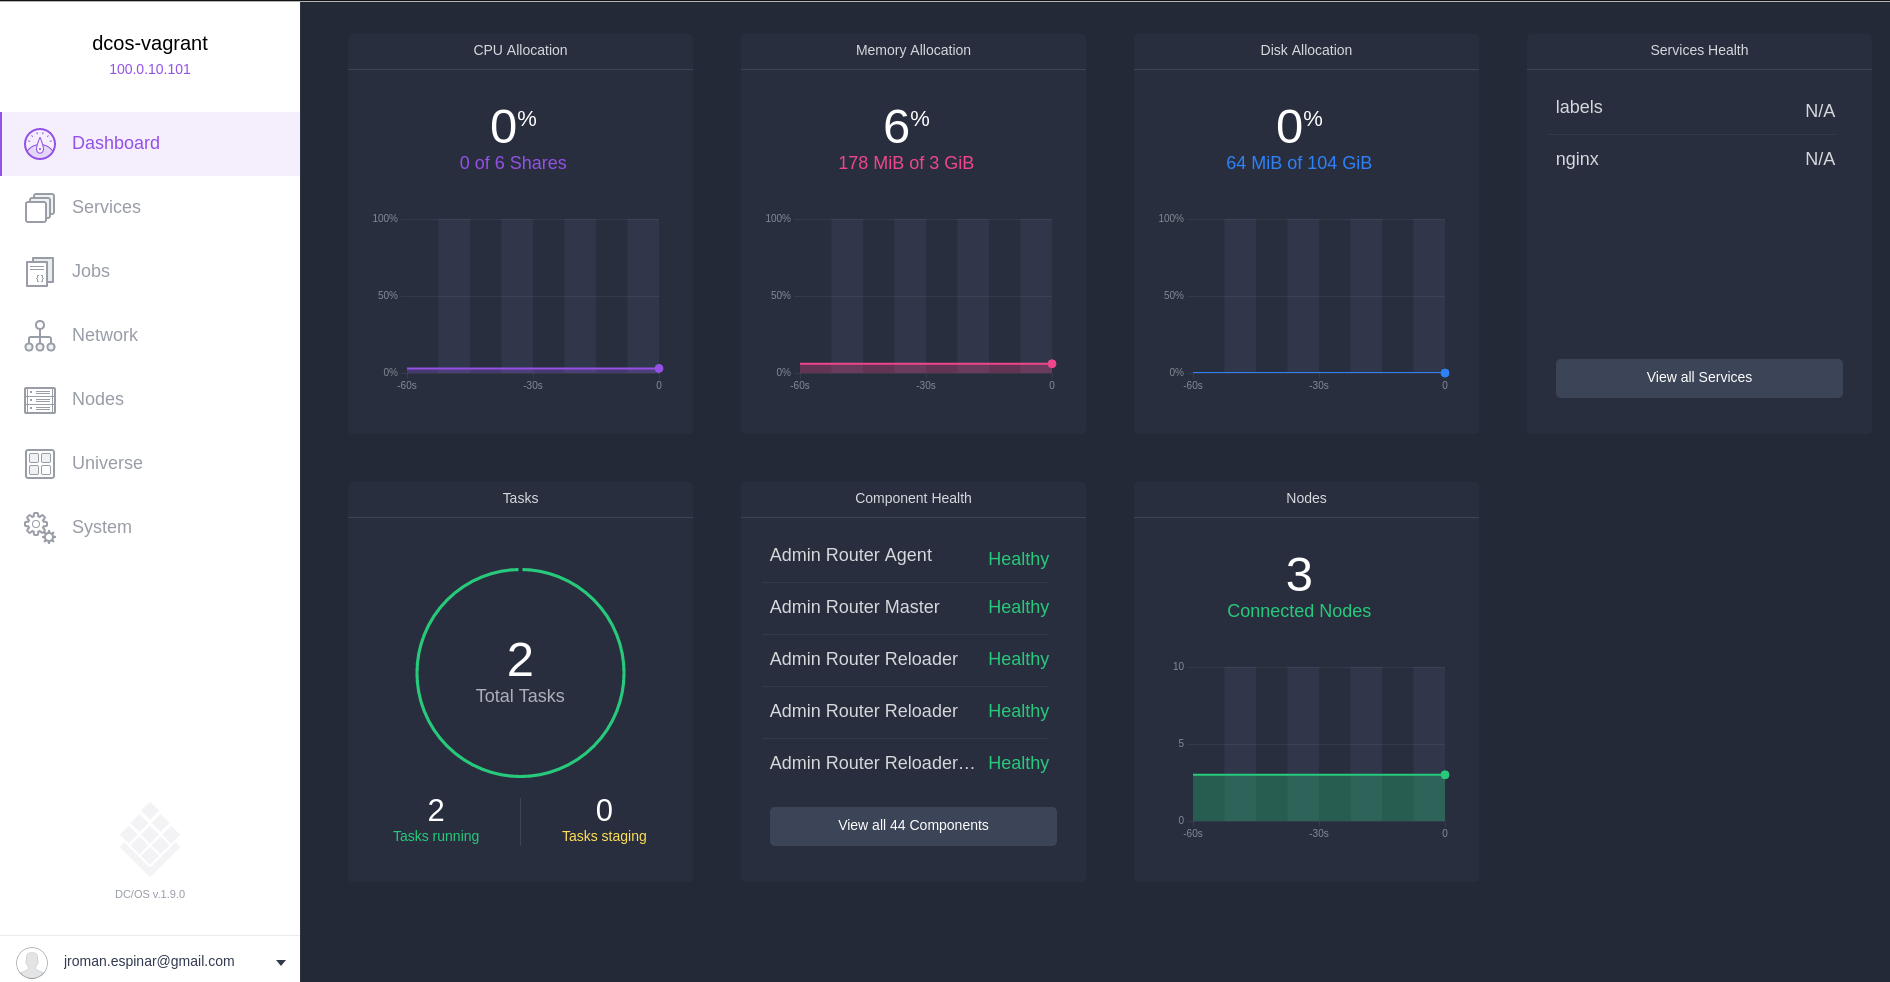 dcos-vagrant
100.0.10.101
Dashboard
Services
Jobs
Network
Nodes
Universe
System
DC/OS v.1.9.0
jroman.espinar@gmail.com
CPU Allocation
0%
0 of 6 Shares
100%
50%
0%
-60s -30s 0
Memory Allocation
6%
178 MiB of 3 GiB
100%
50%
0%
-60s -30s 0
Disk Allocation
0%
64 MiB of 104 GiB
100%
50%
0%
-60s -30s 0
Services Health
labels N/A
nginx N/A
View all Services
Tasks
2
Total Tasks
2 0
Tasks running Tasks staging
Component Health
Admin Router Agent Healthy
Admin Router Master Healthy
Admin Router Reloader Healthy
Admin Router Reloader Healthy
Admin Router Reloader… Healthy
View all 44 Components
Nodes
3
Connected Nodes
10
5
0
-60s -30s 0